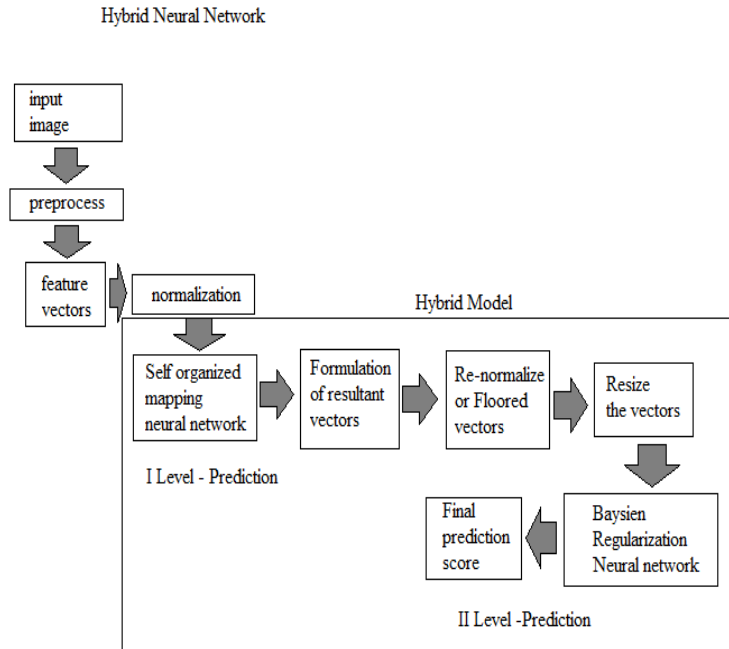 Hybrid Neural Network
input
image
preprocess
feature
vectors
normalization
Hybrid Model
Self organized
mapping
neural network
Formulation
of resultant
vectors
Re-normalize
or Floored
vectors
Resize
the vectors
I Level - Prediction
Final
prediction
score
Baysien
Regularization
Neural network
II Level -Prediction